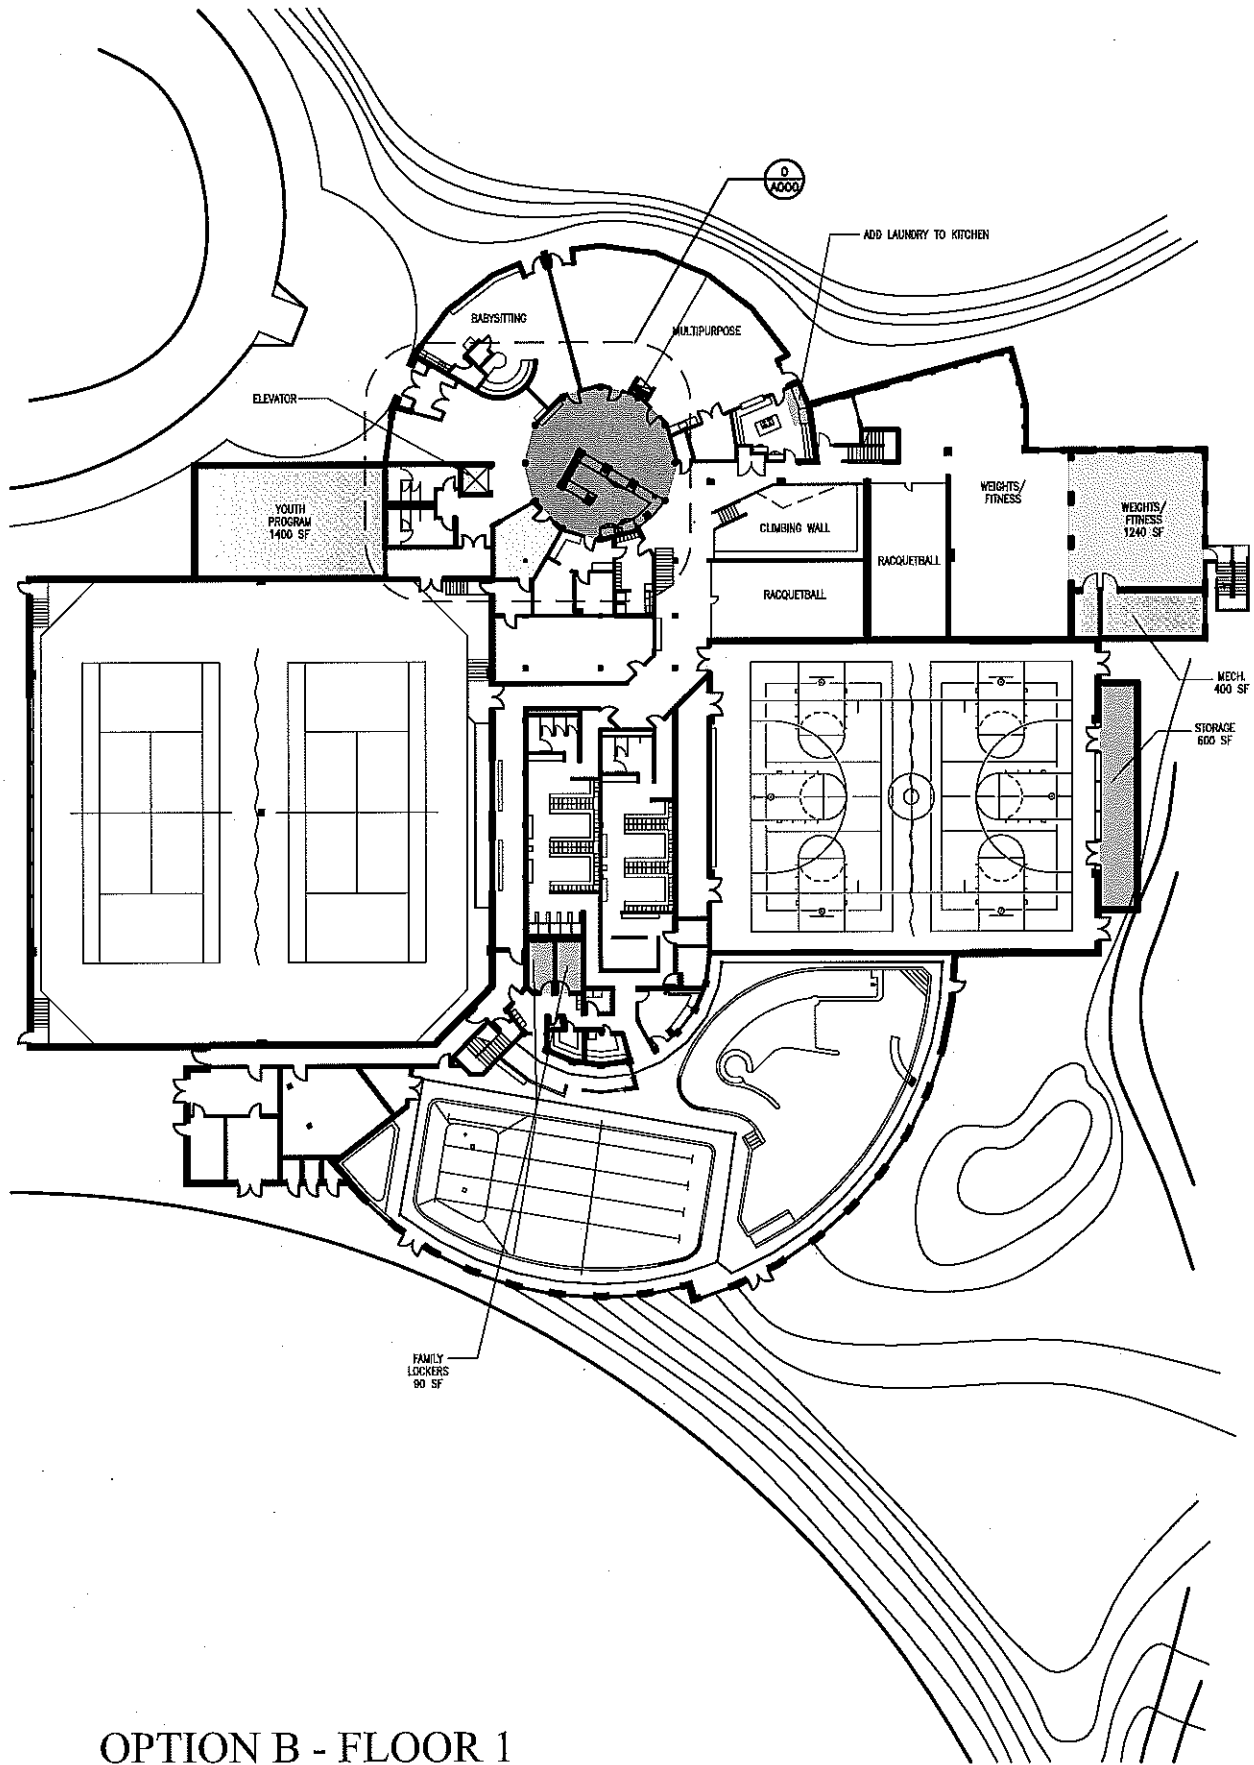 0
A000
ADD LAUNDRY TO KITCHEN
BABYSITTING
MULTIPURPOSE
ELEVATOR
YOUTH
PROGRAM
1400 SF
WEIGHTS/
FITNESS
WEIGHTS/
FITNESS
1240 SF
CLIMBING WALL
RACQUETBALL
RACQUETBALL
MECH.
400 SF
STORAGE
600 SF
FAMILY
LOCKERS
90 SF
OPTION B - FLOOR 1